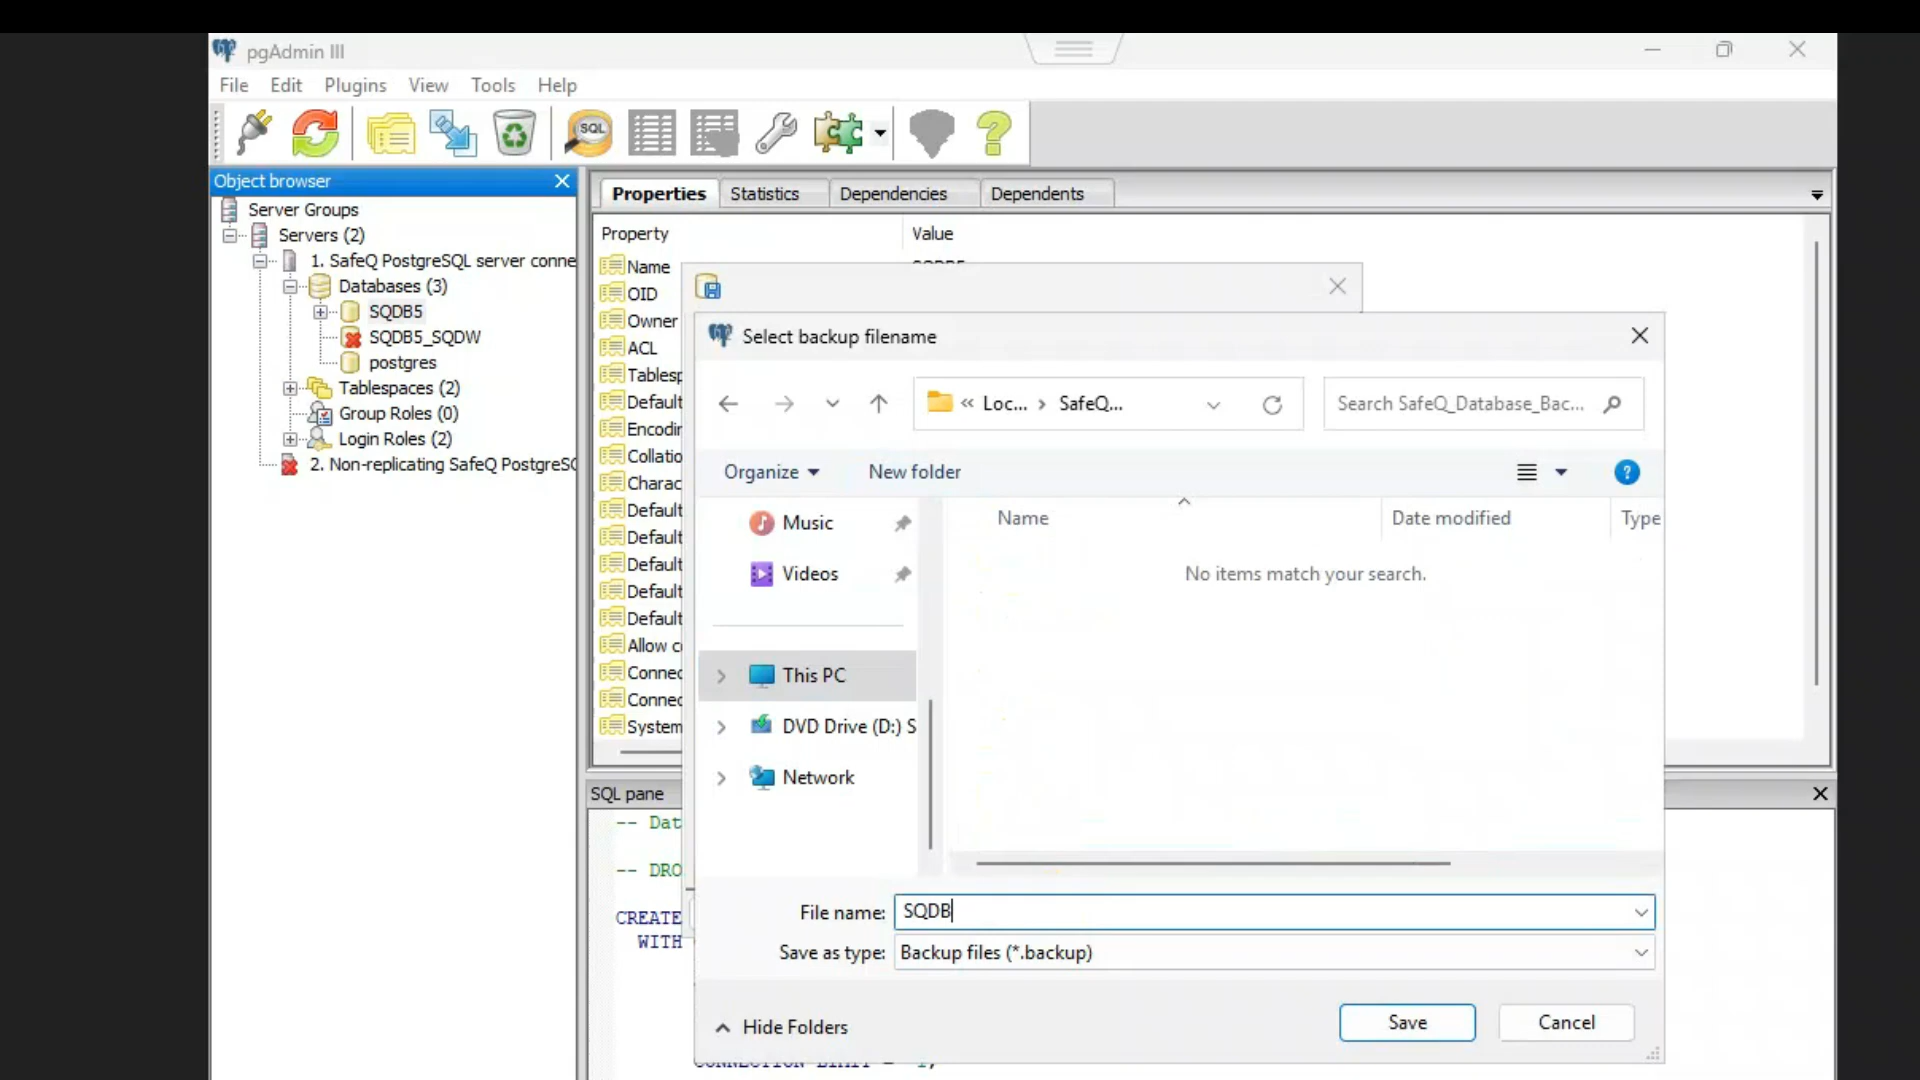 pgAdmin III
File Edit Plugins View Tools Help
SQL
Object browser
Server Groups
Servers (2)
1. SafeQ PostgreSQL server conne
Databases (3)
SQDB5
SQDB5_SQDW
postgres
Tablespaces (2)
Group Roles (0)
Login Roles (2)
2. Non-replicating SafeQ PostgreSQ
Properties Statistics Dependencies Dependents
Property Value
Name
OID
Owner
ACL
Tablesp
Default
Encodin
Collatio
Charac
Default
Default
Default
Default
Default
Allow c
Connec
Connec
System
Select backup filename
« Loc... › SafeQ...
Search SafeQ_Database_Bac...
Organize New folder
Music
Videos
This PC
DVD Drive (D:) S
Network
Name Date modified Type
No items match your search.
File name: SQDB
Save as type: Backup files (*.backup)
Hide Folders Save Cancel
SQL pane
-- Dat
-- DRO
CREATE
WITH